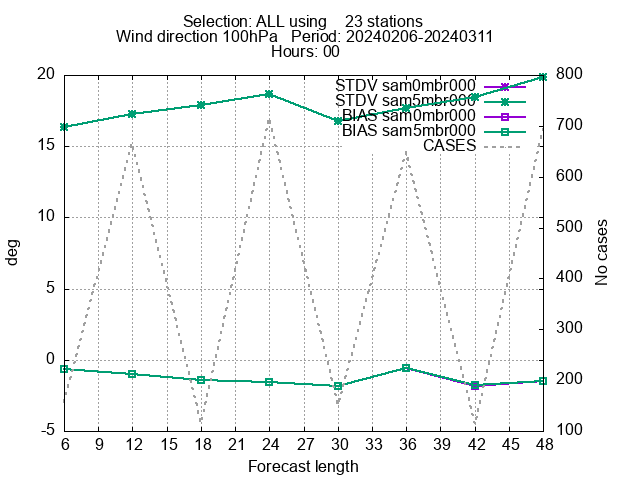 Selection: ALL using    23 stations
Wind direction 100hPa   Period: 20240206-20240311
Hours: 00
20
15
10
5
0
-5
deg
800
700
600
500
400
300
200
100
No cases
STDV sam0mbr000
STDV sam5mbr000
BIAS sam0mbr000
BIAS sam5mbr000
CASES
6 9 12 15 18 21 24 27 30 33 36 39 42 45 48
Forecast length